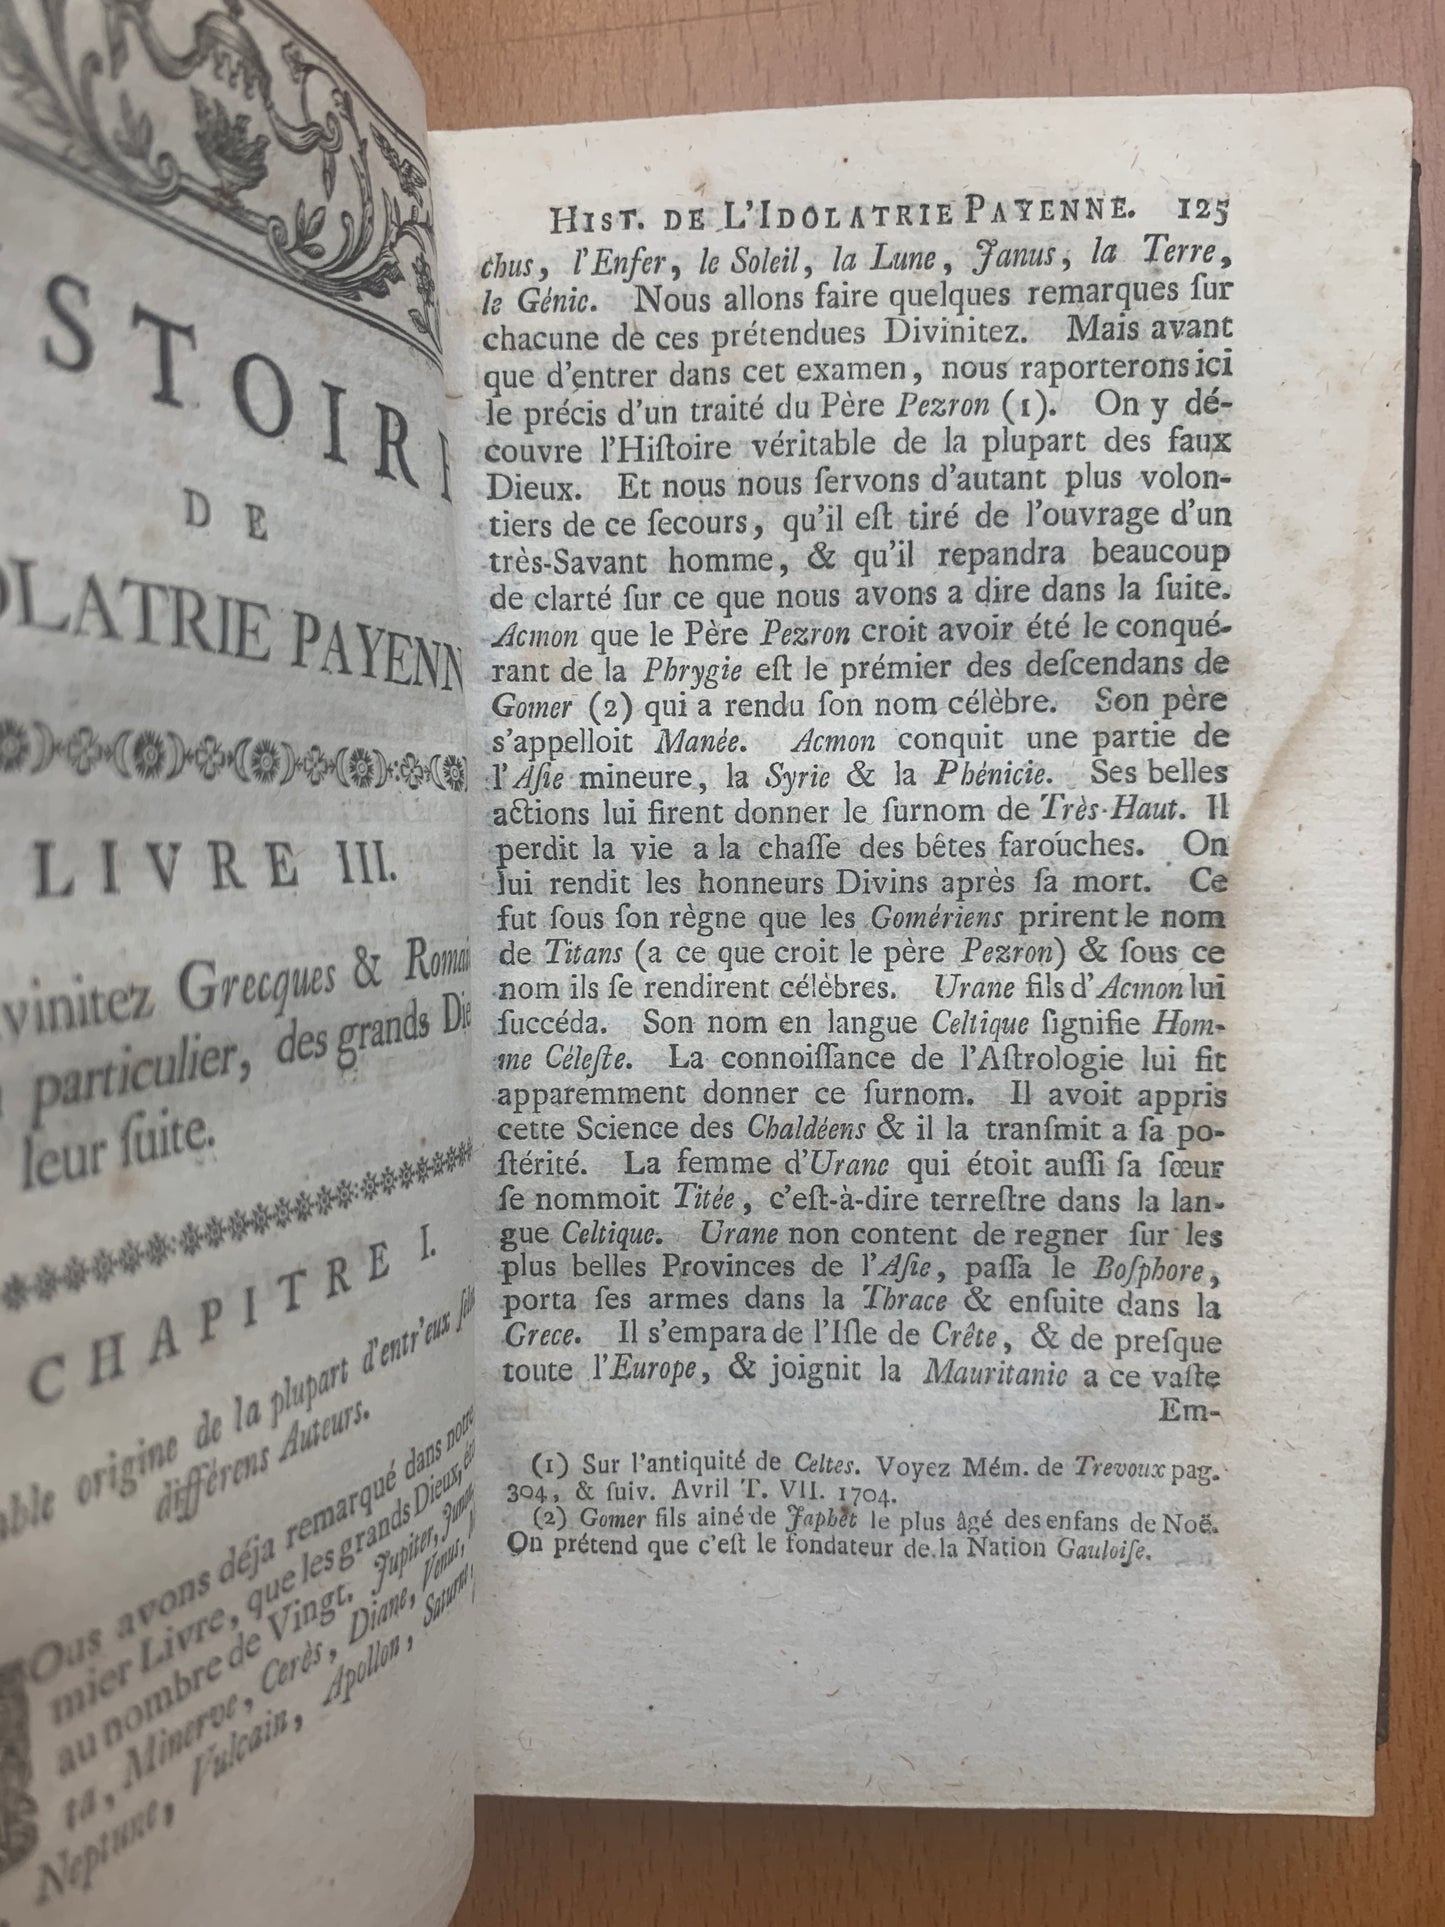 STOIRE
DE
OLATRIE PAYENN
LIVRE III.
vinitez Grecques & Romai
particulier, des grands Die
leur suite.
CHAPITRE I.
able origine de la plupart d'entr'eux selo
différens Auteurs.
Ous avons déja remarqué dans notre
mier Livre, que les grands Dieux, éto
au nombre de Vingt. Jupiter, Junon,
ta, Minerve, Cerès, Diane, Venus,
Neptune, Vulcain, Apollon, Saturne,
HIST. DE L'IDOLATRIE PAYENNE. 125
chus, l'Enfer, le Soleil, la Lune, Janus, la Terre,
le Génie. Nous allons faire quelques remarques ſur
chacune de ces prétendues Divinitez. Mais avant
que d'entrer dans cet examen, nous raporterons ici
le précis d'un traité du Père Pezron (1). On y dé-
couvre l'Hiſtoire véritable de la plupart des faux
Dieux. Et nous nous ſervons d'autant plus volon-
tiers de ce ſecours, qu'il eſt tiré de l'ouvrage d'un
très-Savant homme, & qu'il repandra beaucoup
de clarté ſur ce que nous avons a dire dans la ſuite.
Acmon que le Père Pezron croit avoir été le conqué-
rant de la Phrygie eſt le prémier des deſcendans de
Gomer (2) qui a rendu ſon nom célèbre. Son père
s'appelloit Manée. Acmon conquit une partie de
l'Aſie mineure, la Syrie & la Phénicie. Ses belles
actions lui firent donner le ſurnom de Très-Haut. Il
perdit la vie a la chaſſe des bêtes farouches. On
lui rendit les honneurs Divins après ſa mort. Ce
fut ſous ſon règne que les Gomériens prirent le nom
de Titans (a ce que croit le père Pezron) & ſous ce
nom ils ſe rendirent célèbres. Urane fils d'Acmon lui
ſuccéda. Son nom en langue Celtique ſignifie Hom-
me Céleſte. La connoiſſance de l'Aſtrologie lui fit
apparemment donner ce ſurnom. Il avoit appris
cette Science des Chaldéens & il la tranſmit a ſa po-
ſtérité. La femme d'Urane qui étoit auſſi ſa ſœur
ſe nommoit Titée, c'eſt-à-dire terreſtre dans la lan-
gue Celtique. Urane non content de regner ſur les
plus belles Provinces de l'Aſie, paſſa le Boſphore,
porta ſes armes dans la Thrace & enſuite dans la
Grece. Il s'empara de l'Iſle de Crête, & de preſque
toute l'Europe, & joignit la Mauritanie a ce vaſte
Em-
(1) Sur l'antiquité de Celtes. Voyez Mém. de Trevoux pag.
304, & ſuiv. Avril T. VII. 1704.
(2) Gomer fils ainé de Japhet le plus âgé des enfans de Noë.
On prétend que c'eſt le fondateur de la Nation Gauloiſe.